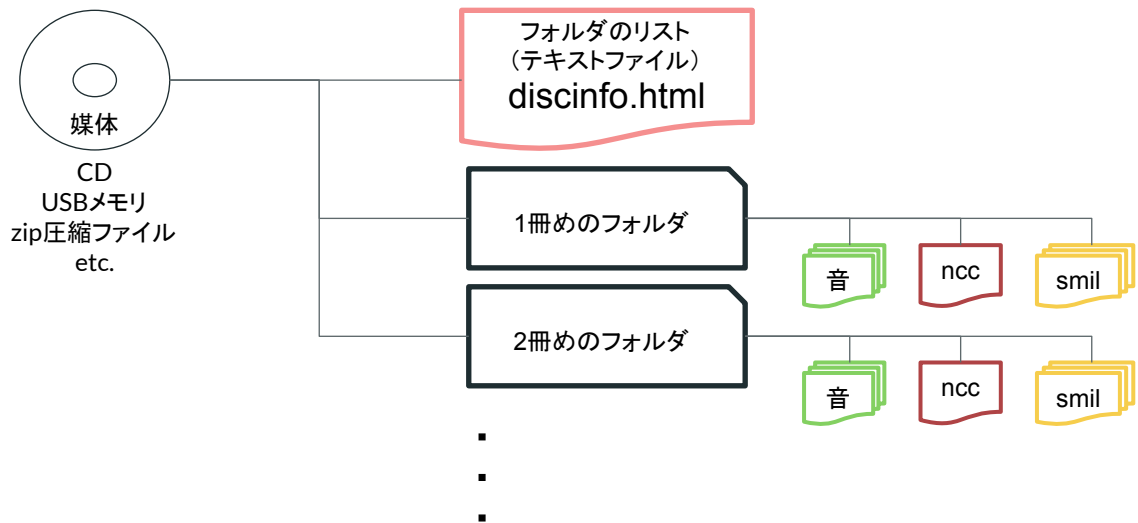 媒体
CD
USBメモリ
zip圧縮ファイル
etc.
フォルダのリスト
（テキストファイル）
discinfo.html
1冊めのフォルダ
音
ncc
smil
2冊めのフォルダ
音
ncc
smil